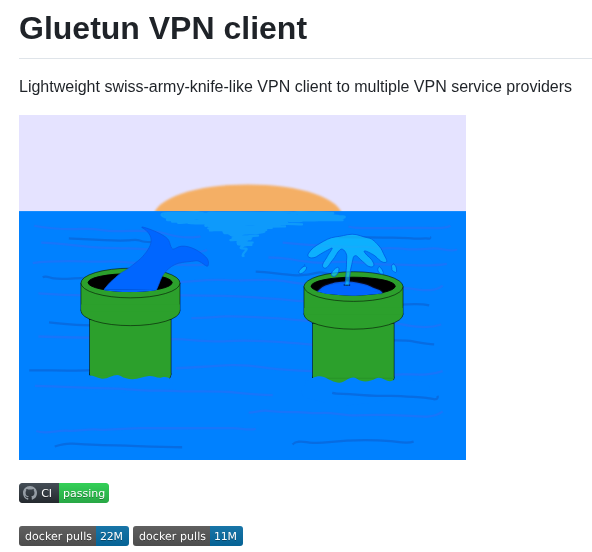 Gluetun VPN client
Lightweight swiss-army-knife-like VPN client to multiple VPN service providers
CI passing
docker pulls 22M docker pulls 11M